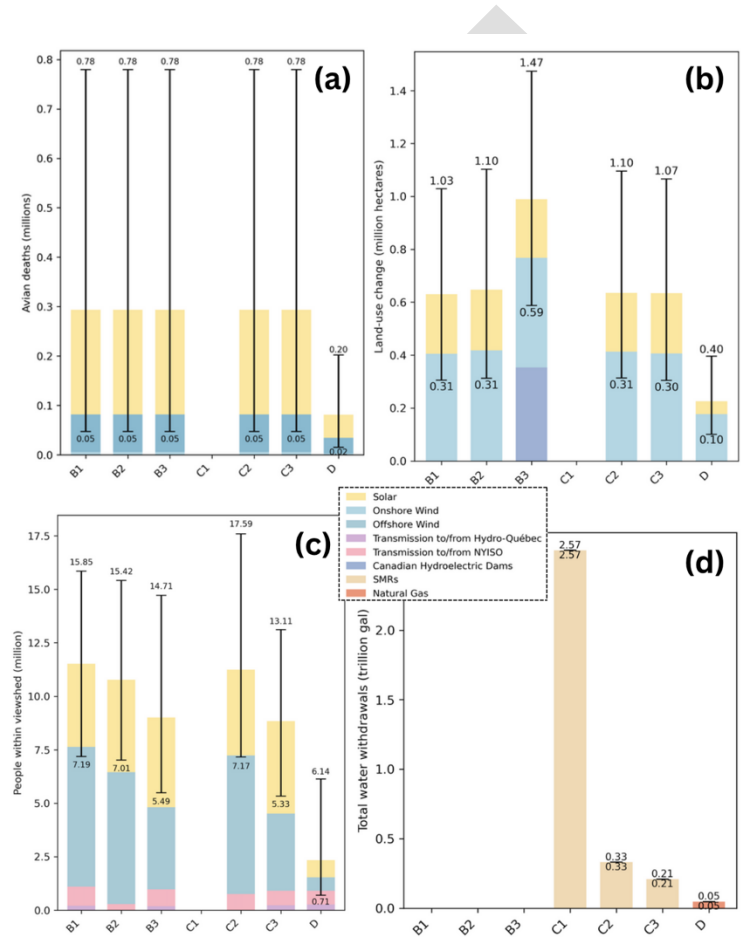 (a)
Avian deaths (millions)
0.8
0.7
0.6
0.5
0.4
0.3
0.2
0.1
0.0
0.78 0.78 0.78 0.78 0.78
0.20
0.05 0.05 0.05 0.05 0.05 0.02
B1 B2 B3 C1 C2 C3 D
(b)
Land-use change (million hectares)
1.4
1.2
1.0
0.8
0.6
0.4
0.2
0.0
1.47
1.03 1.10 1.10 1.07
0.59
0.40
0.31 0.31 0.31 0.30
0.10
B1 B2 B3 C1 C2 C3 D
Solar
Onshore Wind
Offshore Wind
Transmission to/from Hydro-Québec
Transmission to/from NYISO
Canadian Hydroelectric Dams
SMRs
Natural Gas
(c)
People within viewshed (million)
17.5
15.0
12.5
10.0
7.5
5.0
2.5
0.0
15.85 15.42 14.71 17.59 13.11 6.14
7.19 7.01 5.49 7.17 5.33 0.71
B1 B2 B3 C1 C2 C3 D
(d)
Total water withdrawals (trillion gal)
2.0
1.5
1.0
0.5
0.0
2.57
2.57
0.33
0.33
0.21
0.21
0.05
0.05
B1 B2 B3 C1 C2 C3 D